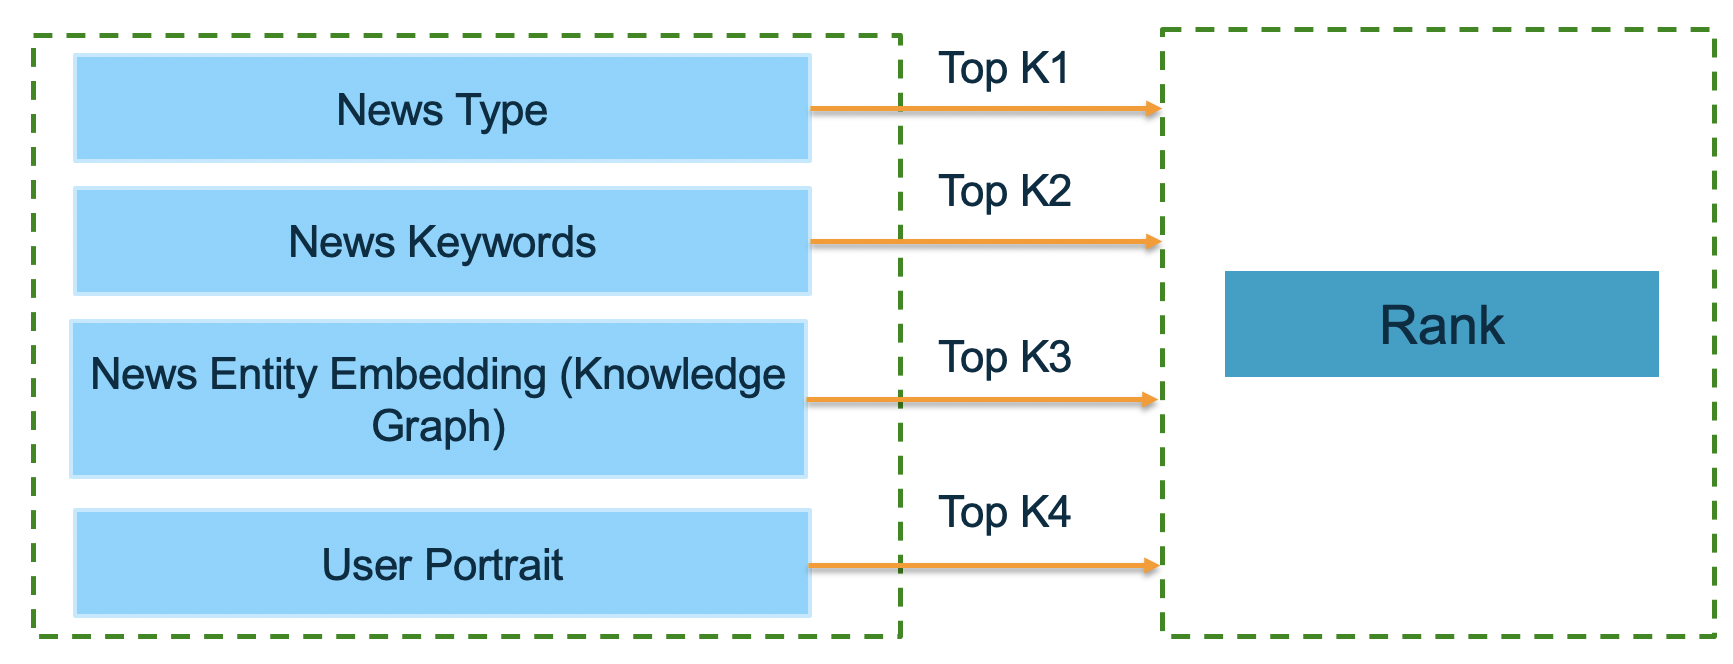 News Type
Top K1
News Keywords
Top K2
News Entity Embedding (Knowledge
Graph)
Top K3
User Portrait
Top K4
Rank